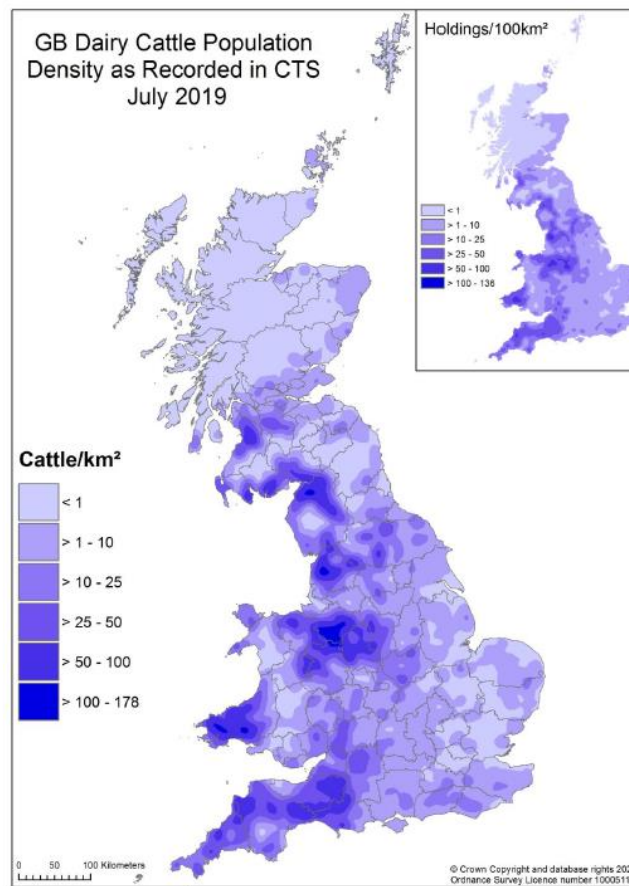 GB Dairy Cattle Population
Density as Recorded in CTS
July 2019
Holdings/100km²
< 1
> 1 - 10
> 10 - 25
> 25 - 50
> 50 - 100
> 100 - 136
Cattle/km²
< 1
> 1 - 10
> 10 - 25
> 25 - 50
> 50 - 100
> 100 - 178
0 50 100 Kilometers
© Crown Copyright and database rights 202
Ordnance Survey Licence number 1000511